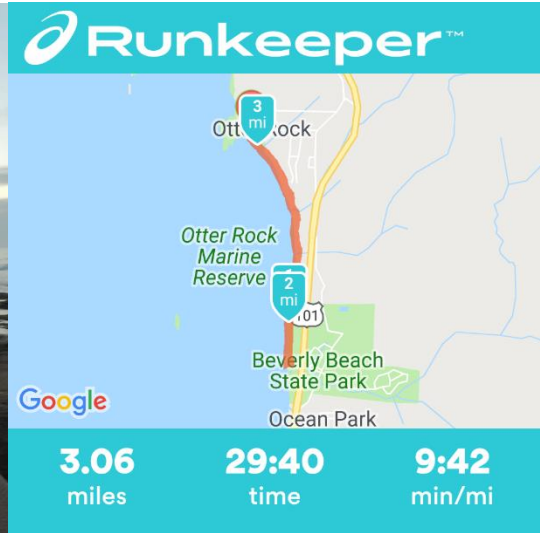 Runkeeper™
3
mi
Otter Rock
Otter Rock
Marine
Reserve
2
mi
101
Beverly Beach
State Park
Google
Ocean Park
3.06
miles
29:40
time
9:42
min/mi